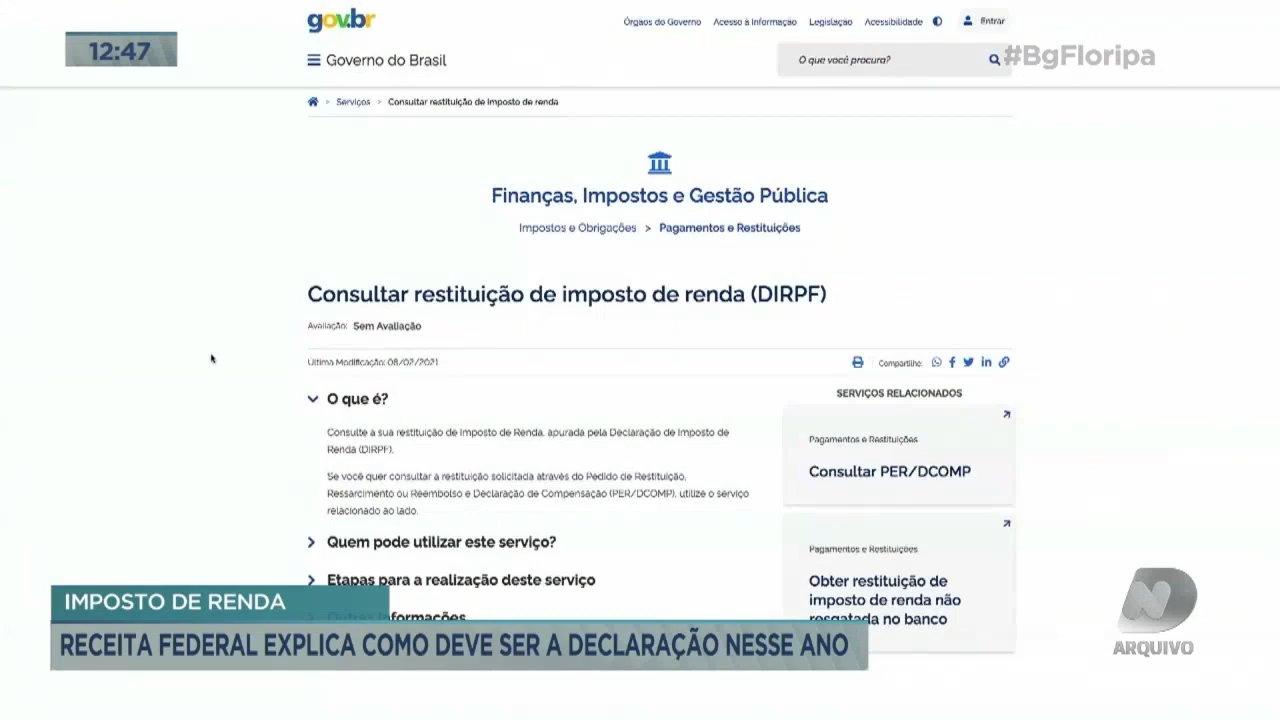 12:47
gov.br
Órgãos do Governo Acesso à Informação Legislação Acessibilidade Entrar
Governo do Brasil
O que você procura?
#BgFloripa
> Serviços > Consultar restituição de imposto de renda
Finanças, Impostos e Gestão Pública
Impostos e Obrigações > Pagamentos e Restituições
Consultar restituição de imposto de renda (DIRPF)
Avaliação: Sem Avaliação
Última Modificação: 08/02/2021
Compartilhe:
O que é?
Consulte a sua restituição de Imposto de Renda, apurada pela Declaração de Imposto de
Renda (DIRPF).
Se você quer consultar a restituição solicitada através do Pedido de Restituição,
Ressarcimento ou Reembolso e Declaração de Compensação (PER/DCOMP), utilize o serviço
relacionado ao lado.
Quem pode utilizar este serviço?
Etapas para a realização deste serviço
Outras Informações
SERVIÇOS RELACIONADOS
Pagamentos e Restituições
Consultar PER/DCOMP
Pagamentos e Restituições
Obter restituição de
imposto de renda não
resgatada no banco
IMPOSTO DE RENDA
RECEITA FEDERAL EXPLICA COMO DEVE SER A DECLARAÇÃO NESSE ANO
ND
ARQUIVO